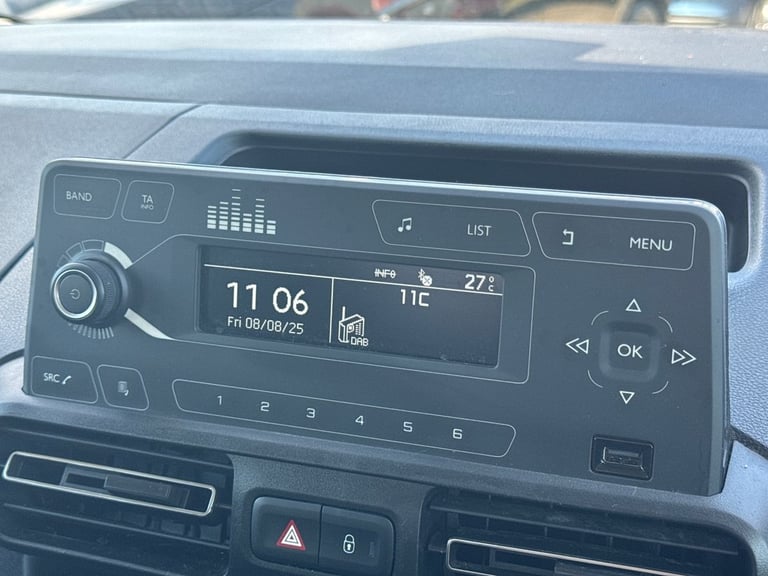 BAND
TA
INFO
LIST
MENU
INFO
27°C
11 06
11C
Fri 08/08/25
DAB
OK
SRC
1 2 3 4 5 6